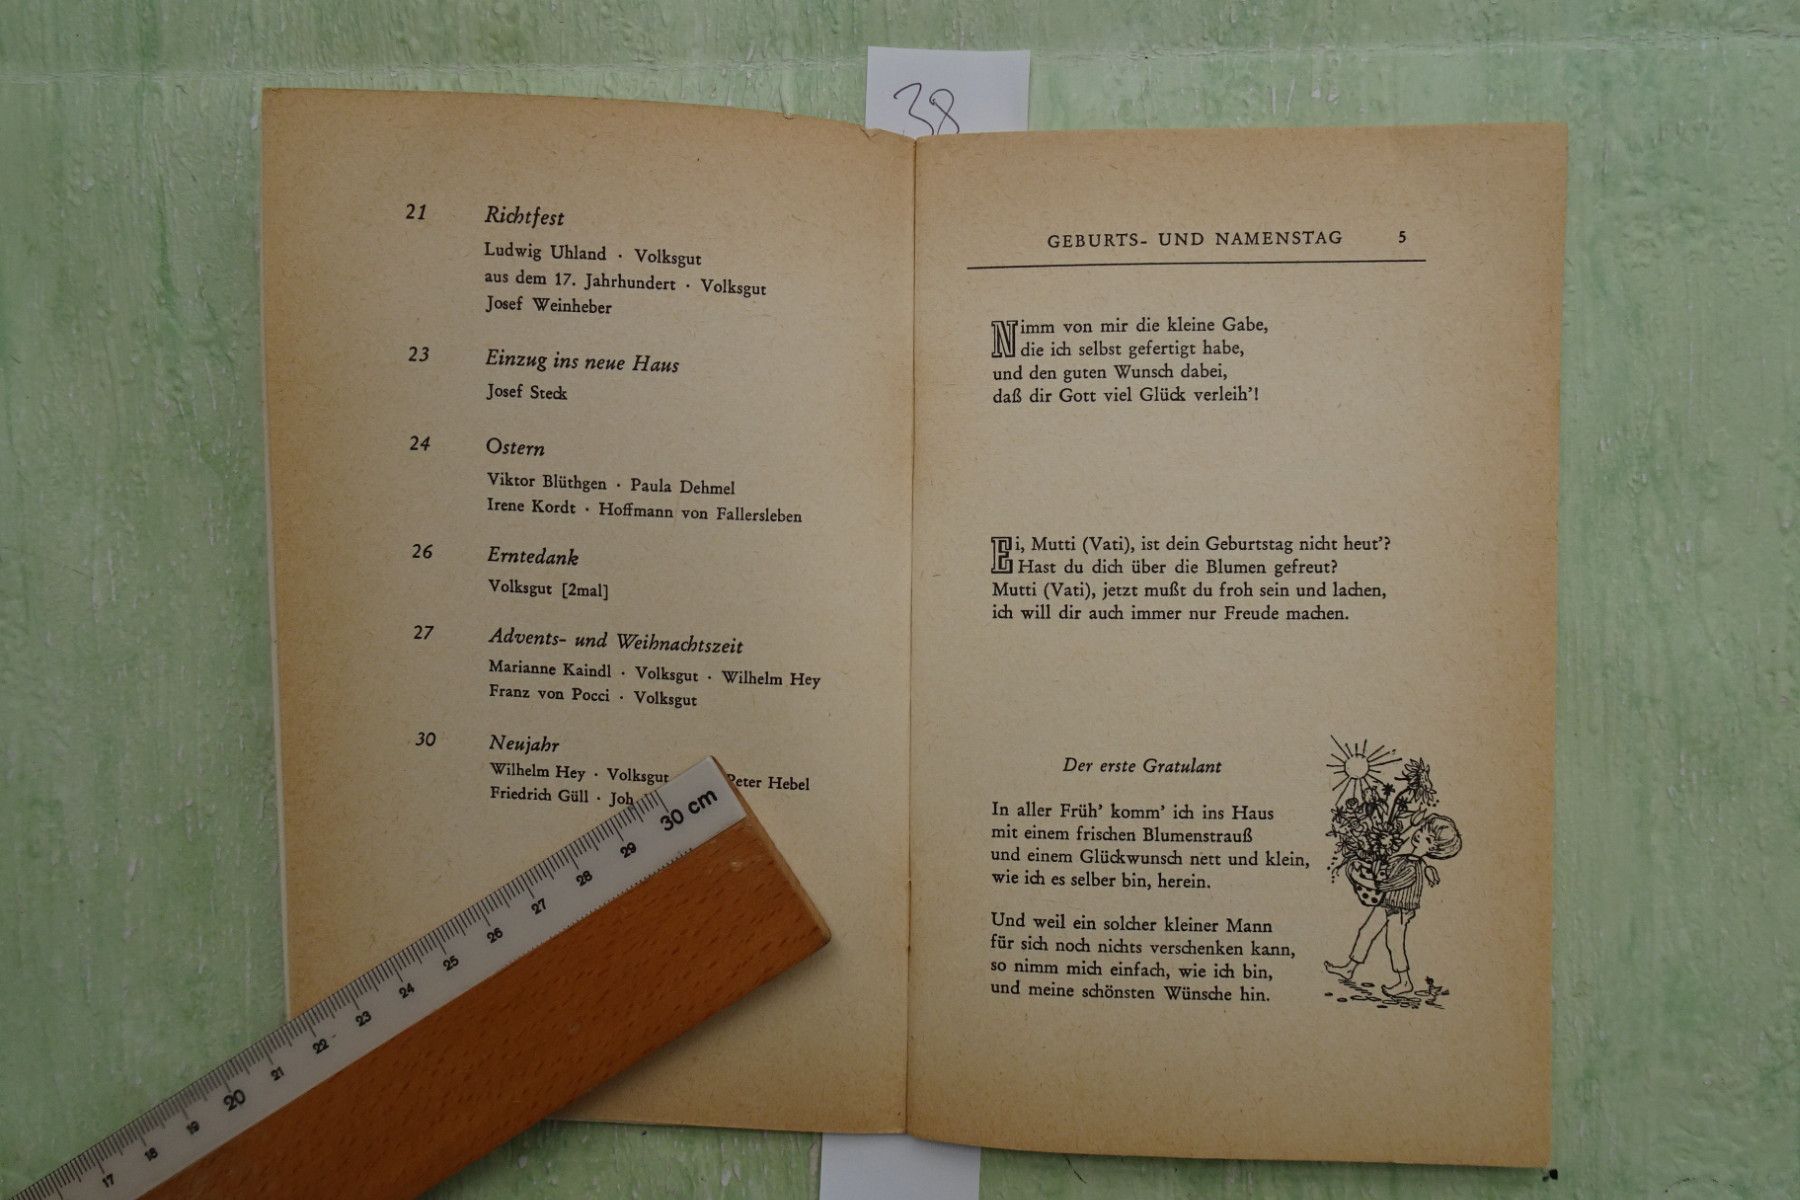 38
21 Richtfest
Ludwig Uhland · Volksgut
aus dem 17. Jahrhundert · Volksgut
Josef Weinheber
23 Einzug ins neue Haus
Josef Steck
24 Ostern
Viktor Blüthgen · Paula Dehmel
Irene Kordt · Hoffmann von Fallersleben
26 Erntedank
Volksgut [2mal]
27 Advents- und Weihnachtszeit
Marianne Kaindl · Volksgut · Wilhelm Hey
Franz von Pocci · Volksgut
30 Neujahr
Wilhelm Hey · Volksgut
Friedrich Güll · Joh Peter Hebel
GEBURTS- UND NAMENSTAG 5
Nimm von mir die kleine Gabe,
die ich selbst gefertigt habe,
und den guten Wunsch dabei,
daß dir Gott viel Glück verleih'!
Ei, Mutti (Vati), ist dein Geburtstag nicht heut'?
Hast du dich über die Blumen gefreut?
Mutti (Vati), jetzt mußt du froh sein und lachen,
ich will dir auch immer nur Freude machen.
Der erste Gratulant
In aller Früh' komm' ich ins Haus
mit einem frischen Blumenstrauß
und einem Glückwunsch nett und klein,
wie ich es selber bin, herein.
Und weil ein solcher kleiner Mann
für sich noch nichts verschenken kann,
so nimm mich einfach, wie ich bin,
und meine schönsten Wünsche hin.
17 18 19 20 21 22 23 24 25 26 27 28 29 30 cm